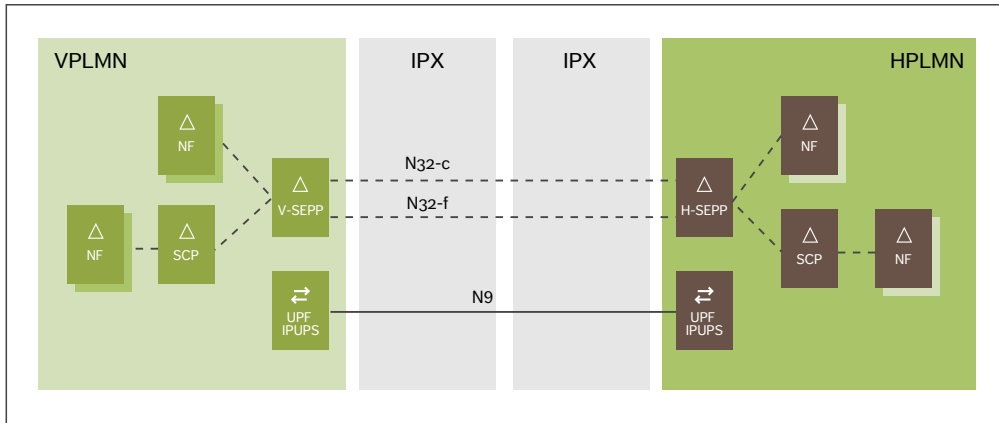 VPLMN
IPX
IPX
HPLMN
NF
NF
N32-c
V-SEPP
N32-f
H-SEPP
NF
SCP
SCP
NF
N9
UPF
IPUPS
UPF
IPUPS